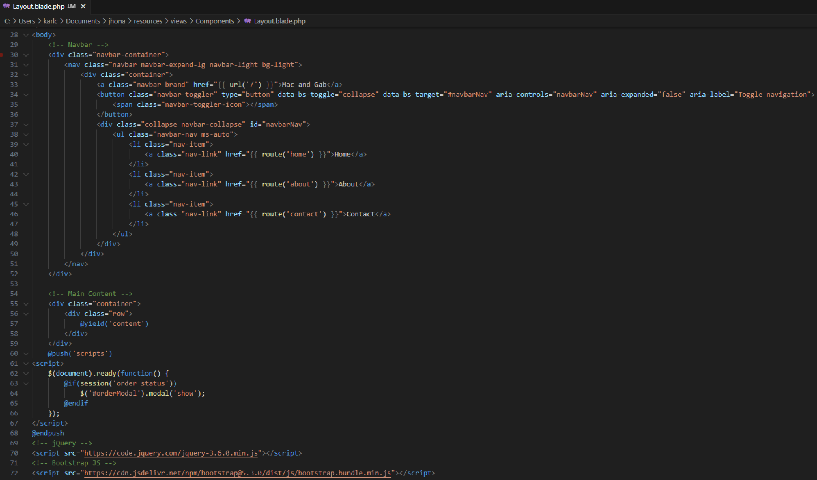 Layout.blade.php UM ×
C: > Users > karlc > Documents > jhona > resources > views > Components > Layout.blade.php
28 <body>
29 <!-- Navbar -->
30 <div class="navbar-container">
31 <nav class="navbar navbar-expand-lg navbar-light bg-light">
32 <div class="container">
33 <a class="navbar-brand" href="{{ url('/') }}">Mac and Gab</a>
34 <button class="navbar-toggler" type="button" data-bs-toggle="collapse" data-bs-target="#navbarNav" aria-controls="navbarNav" aria-expanded="false" aria-label="Toggle navigation">
35 <span class="navbar-toggler-icon"></span>
36 </button>
37 <div class="collapse navbar-collapse" id="navbarNav">
38 <ul class="navbar-nav ms-auto">
39 <li class="nav-item">
40 <a class="nav-link" href="{{ route('home') }}">Home</a>
41 </li>
42 <li class="nav-item">
43 <a class="nav-link" href="{{ route('about') }}">About</a>
44 </li>
45 <li class="nav-item">
46 <a class="nav-link" href="{{ route('contact') }}">Contact</a>
47 </li>
48 </ul>
49 </div>
50 </div>
51 </nav>
52 </div>
53
54 <!-- Main Content -->
55 <div class="container">
56 <div class="row">
57 @yield('content')
58 </div>
59 </div>
60 @push('scripts')
61 <script>
62 $(document).ready(function() {
63 @if(session('order_status'))
64 $('#orderModal').modal('show');
65 @endif
66 });
67 </script>
68 @endpush
69 <!-- jQuery -->
70 <script src="https://code.jquery.com/jquery-3.6.0.min.js"></script>
71 <!-- Bootstrap JS -->
72 <script src="https://cdn.jsdelivr.net/npm/bootstrap@5.3.0/dist/js/bootstrap.bundle.min.js"></script>